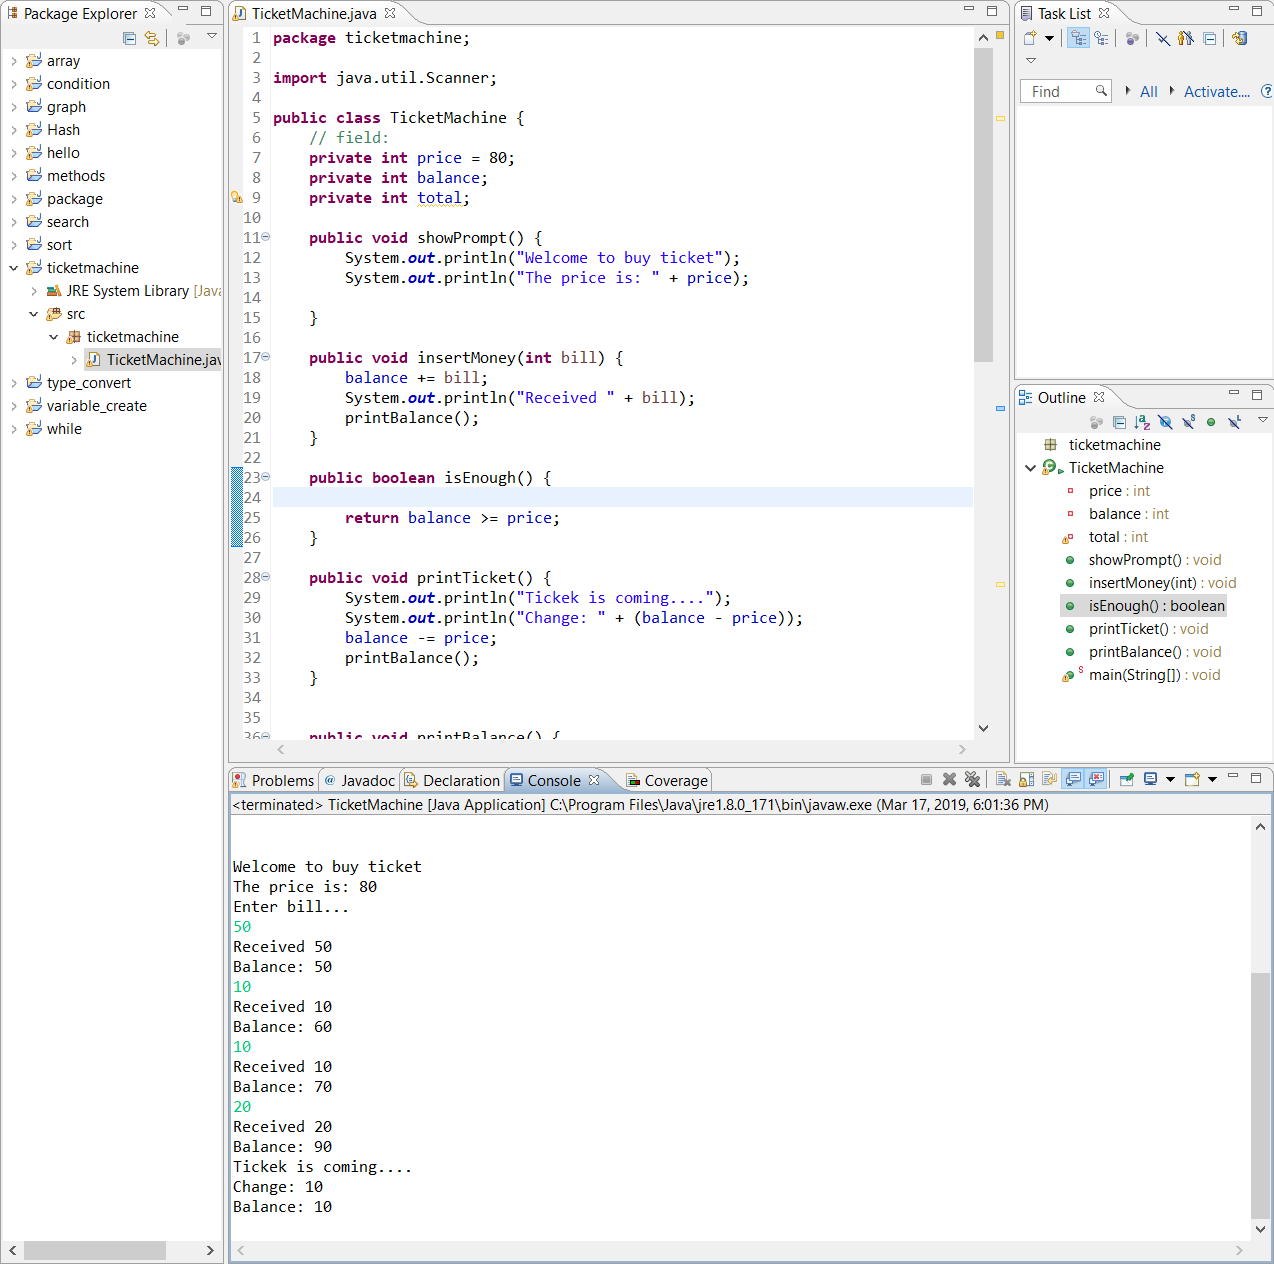 Package Explorer
array
condition
graph
Hash
hello
methods
package
search
sort
ticketmachine
JRE System Library [Java
src
ticketmachine
TicketMachine.jav
type_convert
variable_create
while
TicketMachine.java
1 package ticketmachine;
2
3 import java.util.Scanner;
4
5 public class TicketMachine {
6 // field:
7 private int price = 80;
8 private int balance;
9 private int total;
10
11 public void showPrompt() {
12 System.out.println("Welcome to buy ticket");
13 System.out.println("The price is: " + price);
14
15 }
16
17 public void insertMoney(int bill) {
18 balance += bill;
19 System.out.println("Received " + bill);
20 printBalance();
21 }
22
23 public boolean isEnough() {
24
25 return balance >= price;
26 }
27
28 public void printTicket() {
29 System.out.println("Tickek is coming....");
30 System.out.println("Change: " + (balance - price));
31 balance -= price;
32 printBalance();
33 }
34
35
36 public void printBalance() {
Task List
Find
All
Activate....
Outline
ticketmachine
TicketMachine
price : int
balance : int
total : int
showPrompt() : void
insertMoney(int) : void
isEnough() : boolean
printTicket() : void
printBalance() : void
main(String[]) : void
Problems @ Javadoc Declaration Console Coverage
<terminated> TicketMachine [Java Application] C:\Program Files\Java\jre1.8.0_171\bin\javaw.exe (Mar 17, 2019, 6:01:36 PM)
Welcome to buy ticket
The price is: 80
Enter bill...
50
Received 50
Balance: 50
10
Received 10
Balance: 60
10
Received 10
Balance: 70
20
Received 20
Balance: 90
Tickek is coming....
Change: 10
Balance: 10